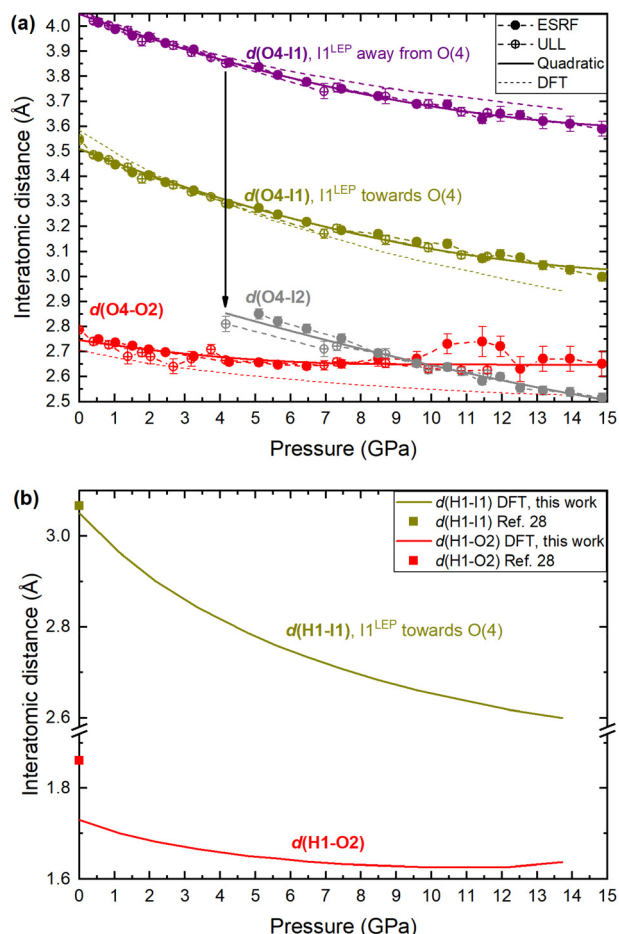 (a)
d(O4-I1), I1LEP away from O(4)
ESRF
ULL
Quadratic
DFT
d(O4-I1), I1LEP towards O(4)
d(O4-I2)
d(O4-O2)
Interatomic distance (Å)
4.0
3.9
3.8
3.7
3.6
3.5
3.4
3.3
3.2
3.1
3.0
2.9
2.8
2.7
2.6
2.5
0 1 2 3 4 5 6 7 8 9 10 11 12 13 14 15
Pressure (GPa)
(b)
d(H1-I1) DFT, this work
d(H1-I1) Ref. 28
d(H1-O2) DFT, this work
d(H1-O2) Ref. 28
d(H1-I1), I1LEP towards O(4)
d(H1-O2)
Interatomic distance (Å)
3.0
2.8
2.6
1.8
1.6
0 1 2 3 4 5 6 7 8 9 10 11 12 13 14 15
Pressure (GPa)